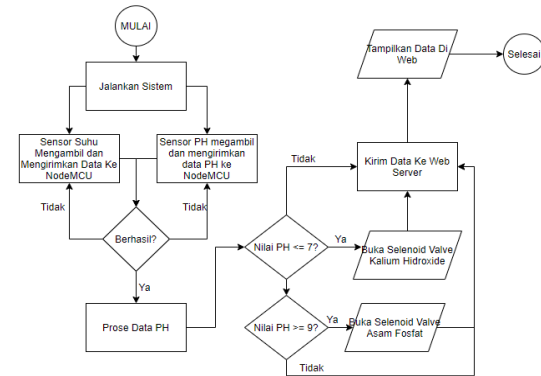 MULAI
Jalankan Sistem
Sensor Suhu
Mengambil dan
Mengirimkan Data Ke
NodeMCU
Sensor PH megambil
dan mengirimkan
data PH ke
NodeMCU
Tidak
Tidak
Berhasil?
Ya
Prose Data PH
Nilai PH <= 7?
Tidak
Ya
Buka Selenoid Valve
Kalium Hidroxide
Nilai PH >= 9?
Ya
Buka Selenoid Valve
Asam Fosfat
Tidak
Kirim Data Ke Web
Server
Tampilkan Data Di
Web
Selesai